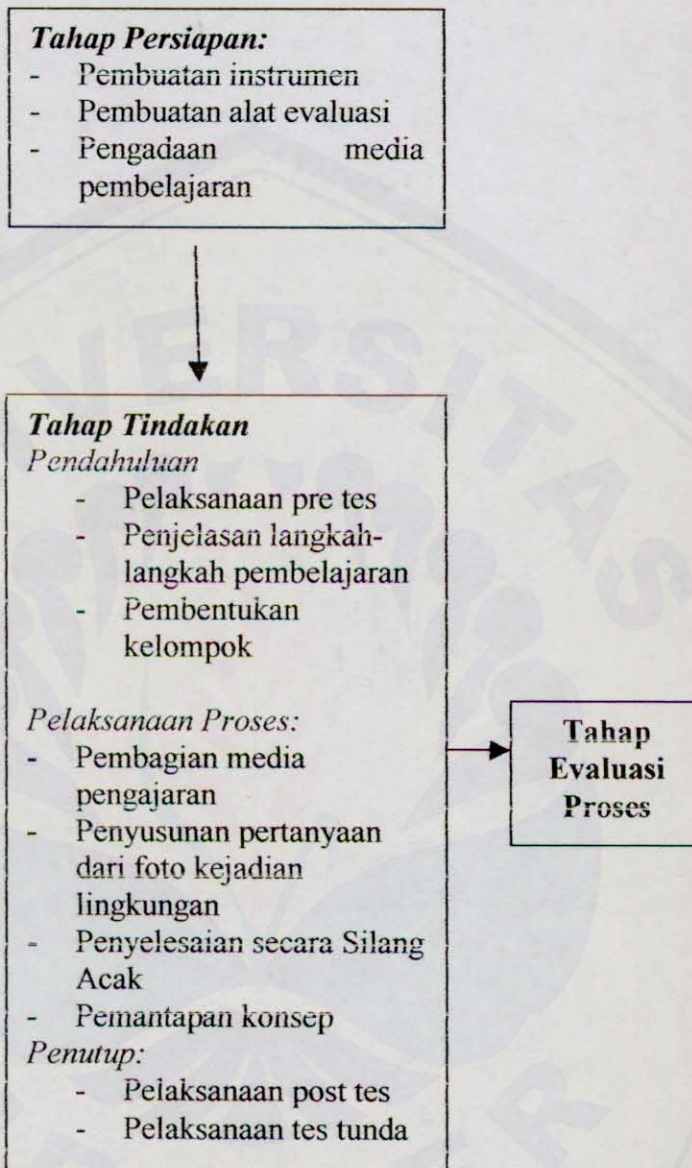 Tahap Persiapan:
- Pembuatan instrumen
- Pembuatan alat evaluasi
- Pengadaan media
pembelajaran
Tahap Tindakan
Pendahuluan
- Pelaksanaan pre tes
- Penjelasan langkah-
langkah pembelajaran
- Pembentukan
kelompok
Pelaksanaan Proses:
- Pembagian media
pengajaran
- Penyusunan pertanyaan
dari foto kejadian
lingkungan
- Penyelesaian secara Silang
Acak
- Pemantapan konsep
Penutup:
- Pelaksanaan post tes
- Pelaksanaan tes tunda
Tahap
Evaluasi
Proses
VERSITAS